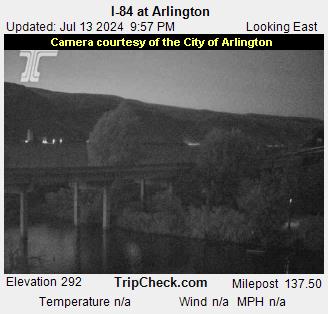 I-84 at Arlington
Updated: Jul 13 2024 9:57 PM Looking East
Camera courtesy of the City of Arlington
Elevation 292 TripCheck.com Milepost 137.50
Temperature n/a Wind n/a MPH n/a